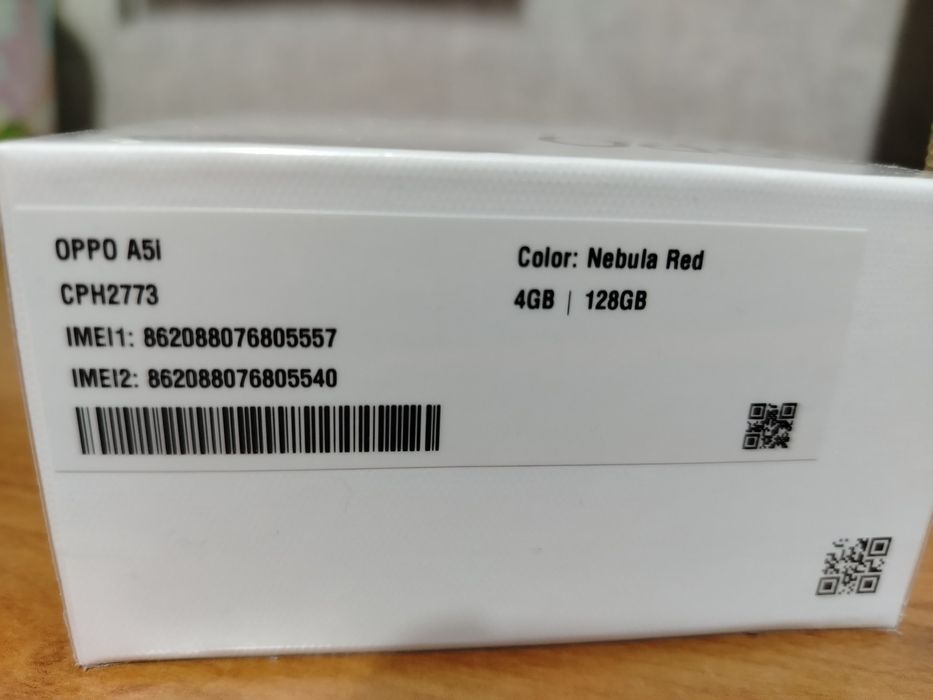 OPPO A5i
CPH2773
IMEI1: 862088076805557
IMEI2: 862088076805540
Color: Nebula Red
4GB | 128GB